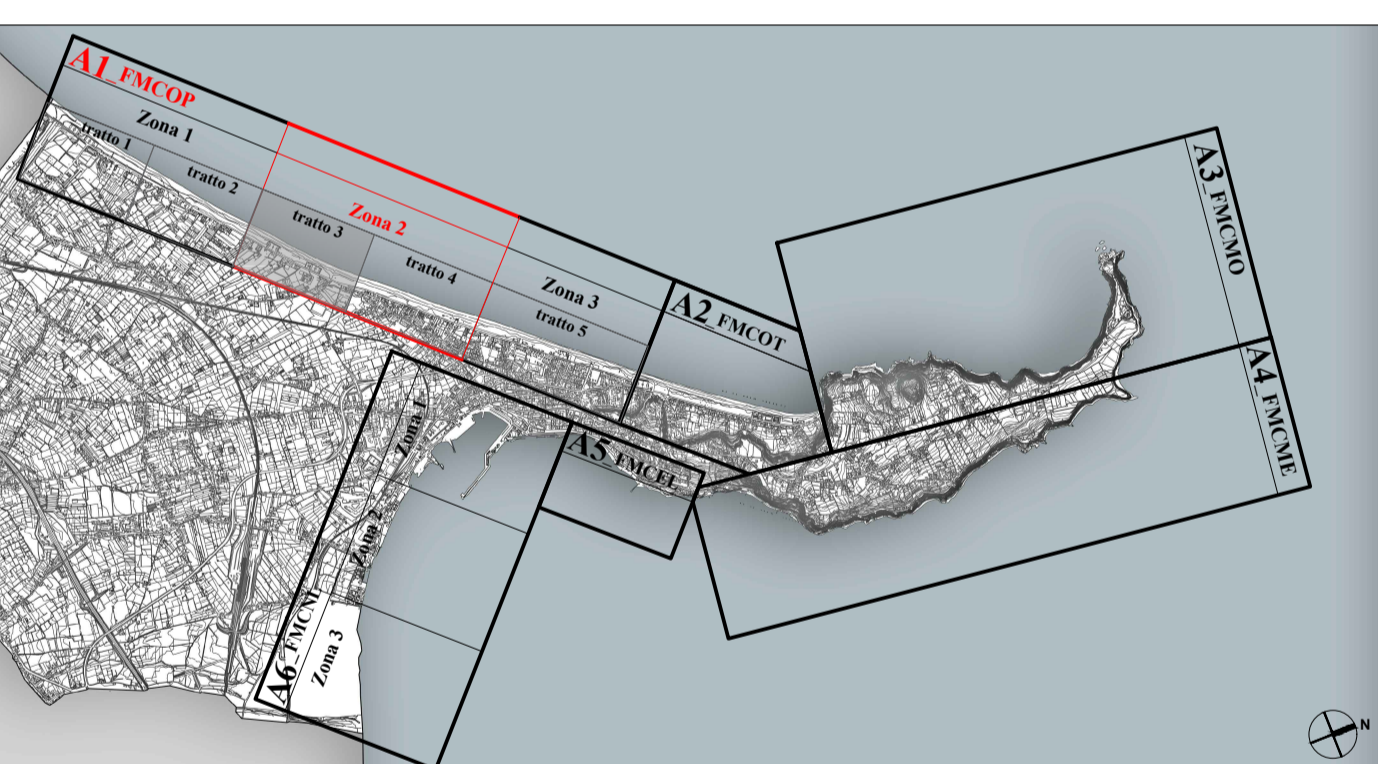 A1_FMCOP
Zona 1
tratto 1
tratto 2
Zona 2
tratto 3
tratto 4
Zona 3
tratto 5
A2_FMCOT
A3_FMCMO
A4_FMCME
A5_FMCFL
Zona 1
Zona 2
A6_FMCNI
Zona 3
N